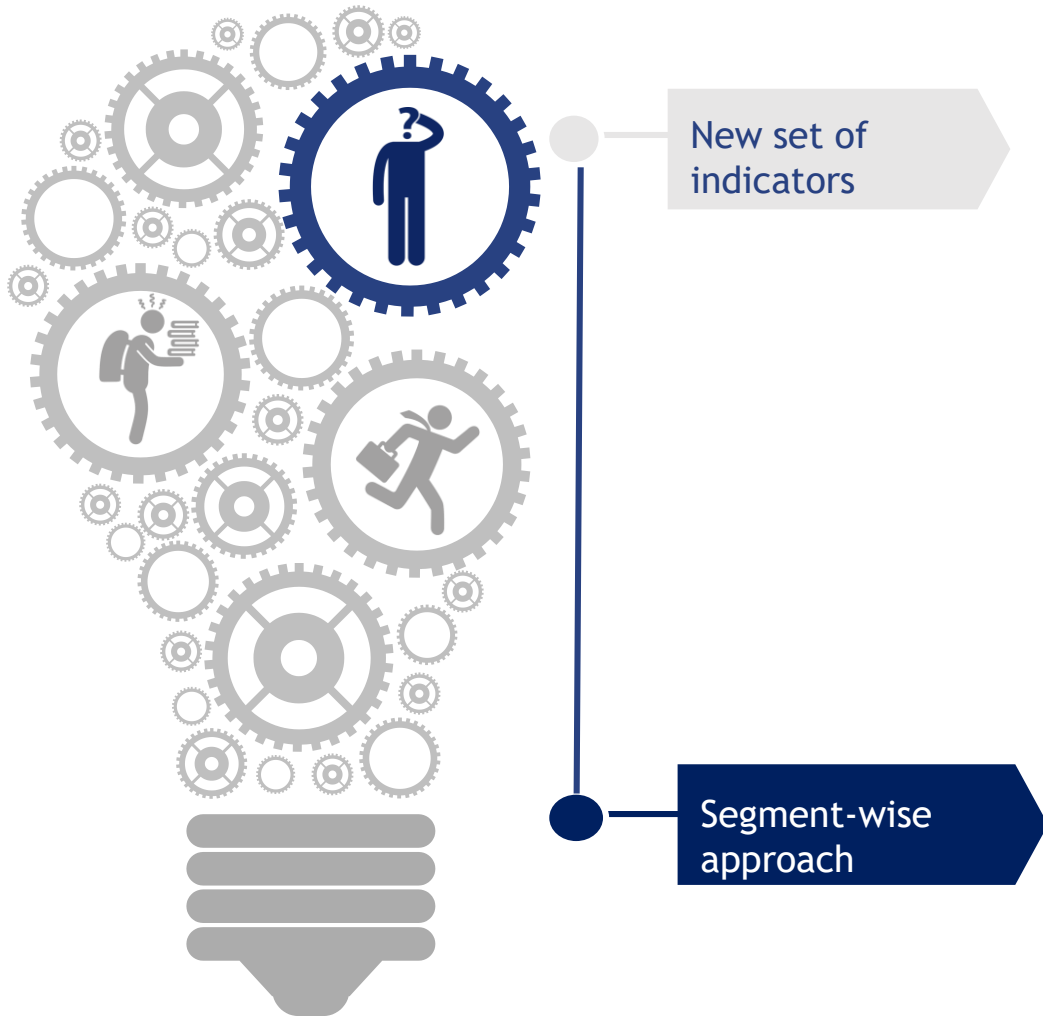 ?
New set of
indicators
Segment-wise
approach